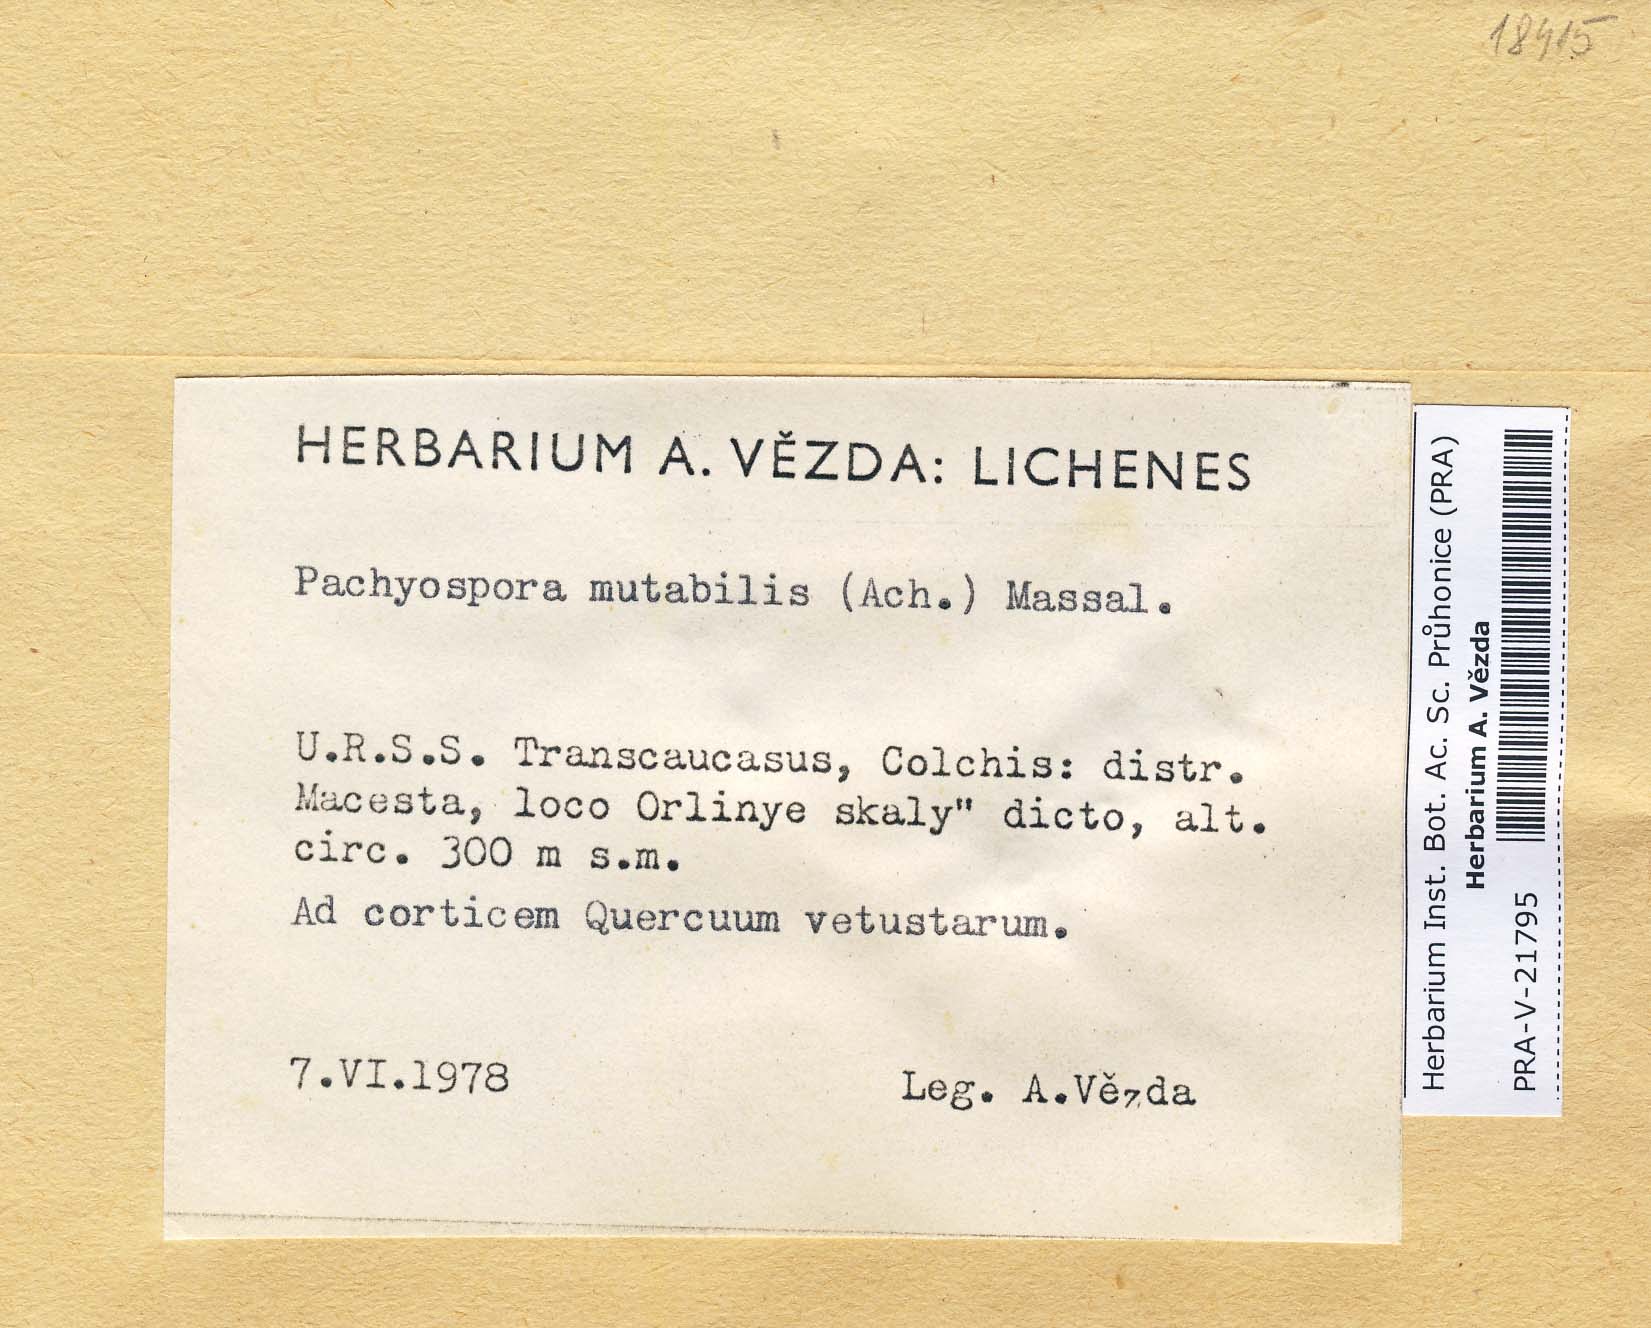 18415
HERBARIUM A. VĚZDA: LICHENES
Pachyospora mutabilis (Ach.) Massal.
U.R.S.S. Transcaucasus, Colchis: distr.
Macesta, loco Orlinye skaly" dicto, alt.
circ. 300 m s.m.
Ad corticem Quercuum vetustarum.
7.VI.1978
Leg. A.Vězda
Herbarium Inst. Bot. Ac. Sc. Průhonice (PRA)
Herbarium A. Vězda
PRA-V-21795